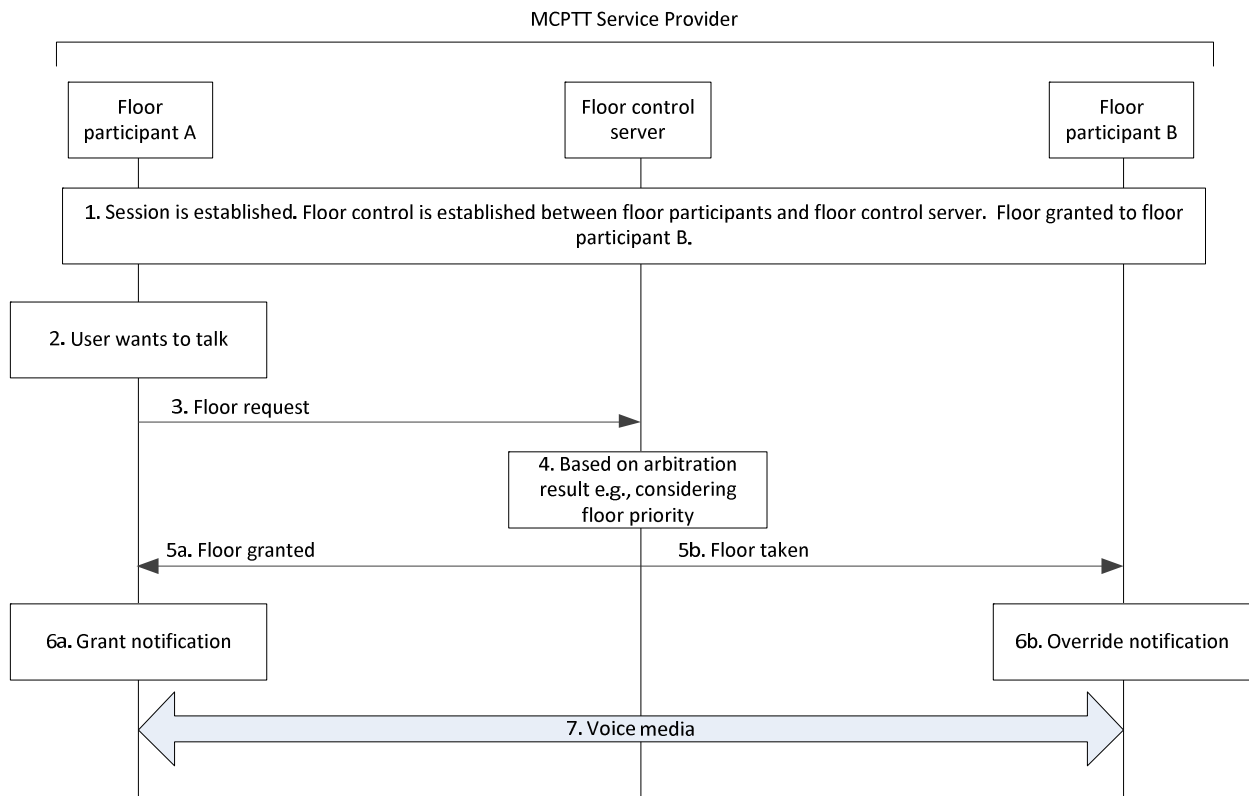 MCPTT Service Provider
Floor
participant A
Floor control
server
Floor
participant B
1. Session is established. Floor control is established between floor participants and floor control server.  Floor granted to floor
participant B.
2. User wants to talk
3. Floor request
4. Based on arbitration
result e.g., considering
floor priority
5a. Floor granted
5b. Floor taken
6a. Grant notification
6b. Override notification
7. Voice media